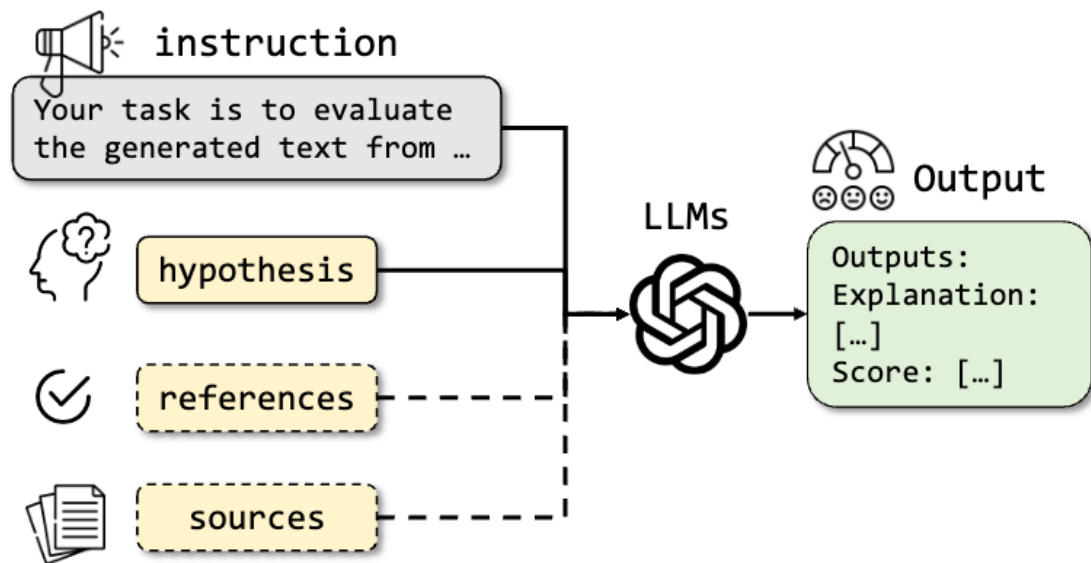 instruction
Your task is to evaluate
the generated text from …
hypothesis
references
sources
LLMs
Output
Outputs:
Explanation:
[…]
Score: […]